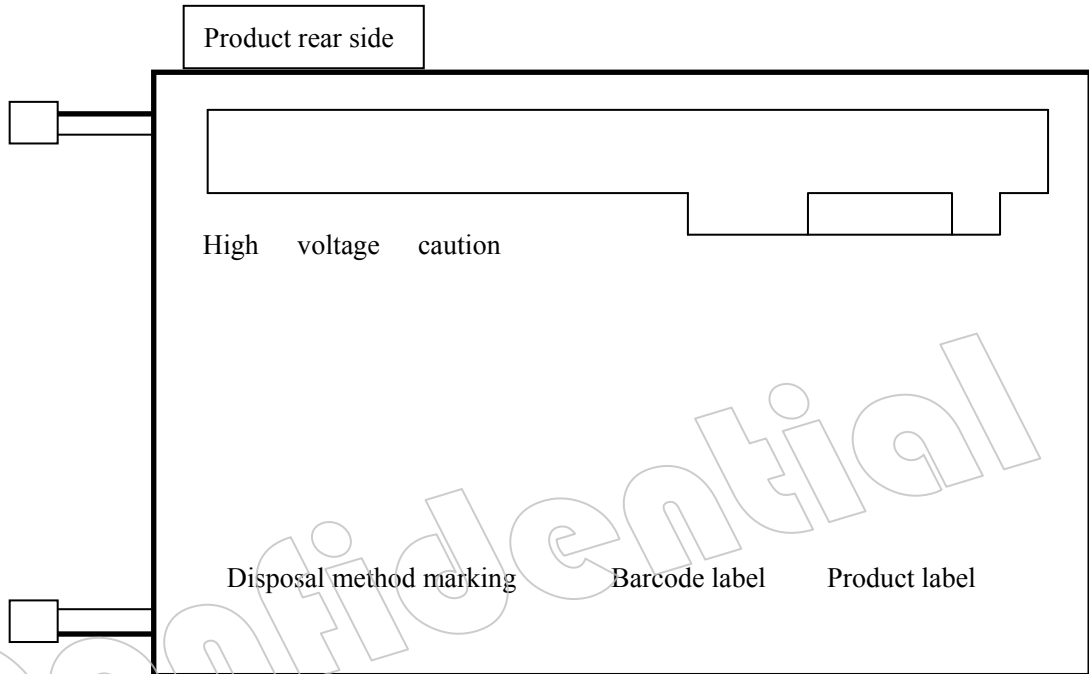 Product rear side
High voltage caution
Disposal method marking Barcode label Product label
Confidential